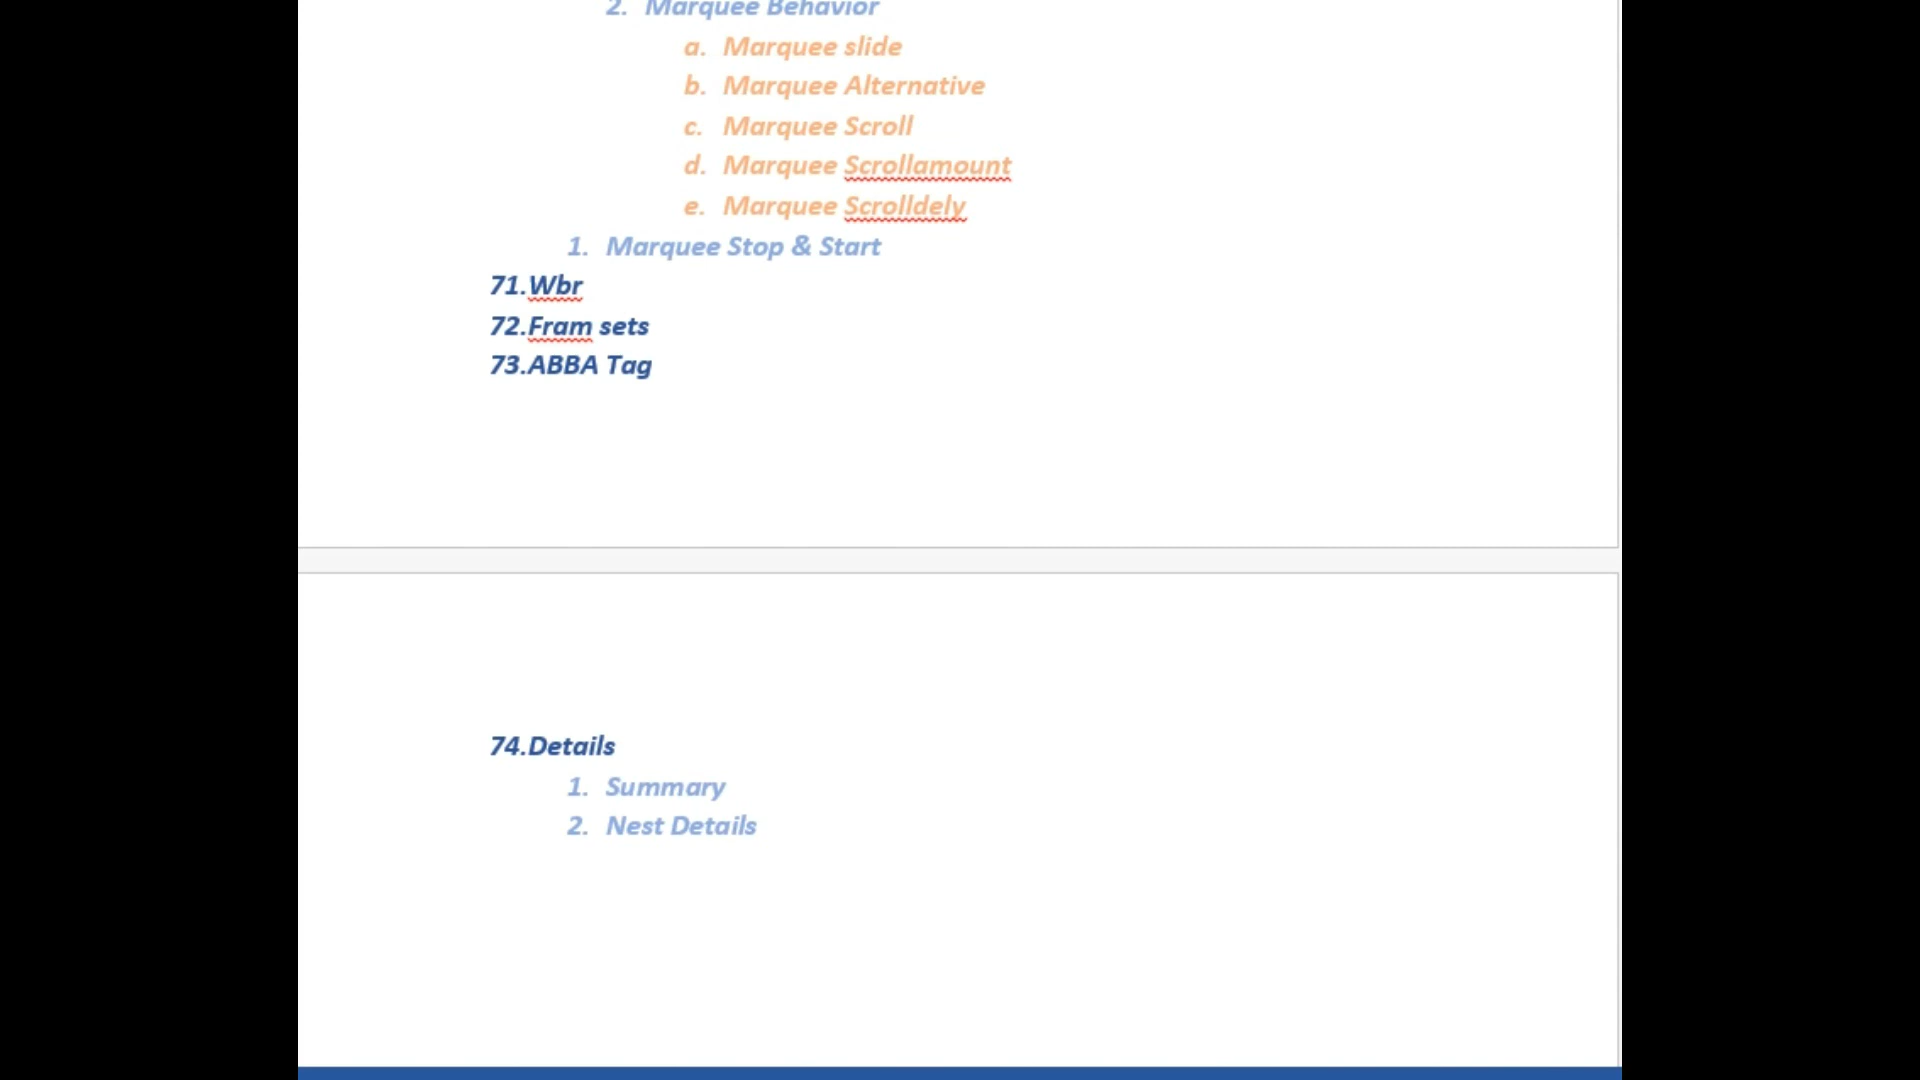 2. Marquee Behavior
a. Marquee slide
b. Marquee Alternative
c. Marquee Scroll
d. Marquee Scrollamount
e. Marquee Scrolldely
1. Marquee Stop & Start
71.Wbr
72.Fram sets
73.ABBA Tag
74.Details
1. Summary
2. Nest Details